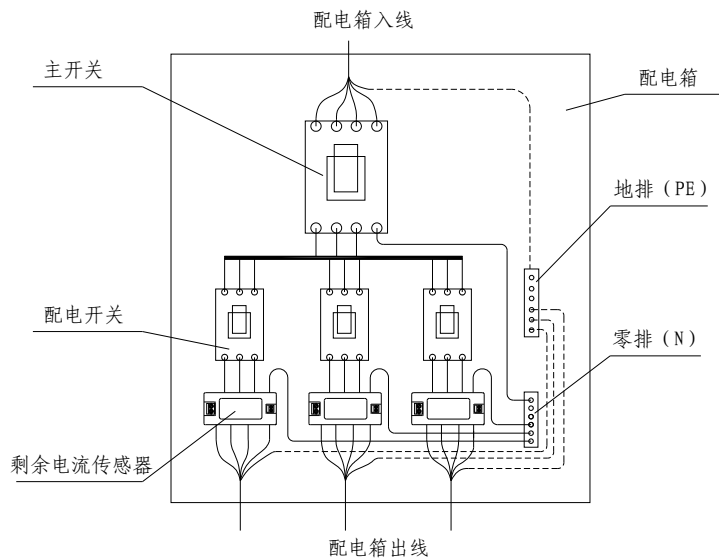 配电箱入线
主开关
配电箱
地排（PE）
配电开关
零排（N）
剩余电流传感器
配电箱出线